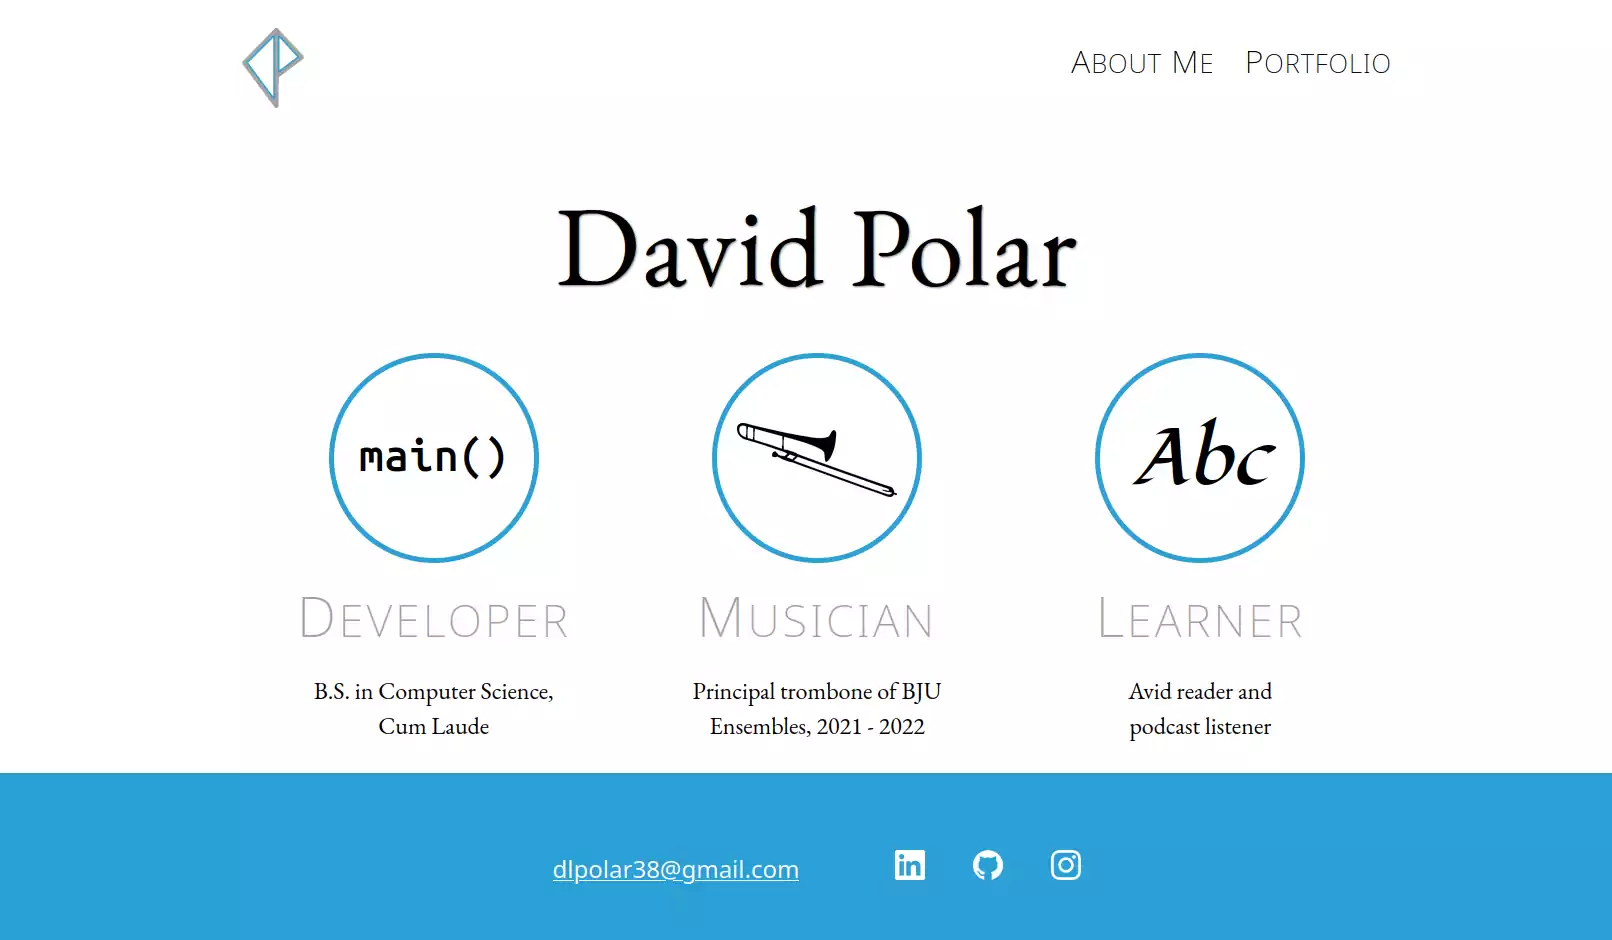 About Me Portfolio
David Polar
main()
Abc
Developer
Musician
Learner
B.S. in Computer Science,
Cum Laude
Principal trombone of BJU
Ensembles, 2021 - 2022
Avid reader and
podcast listener
dlpolar38@gmail.com
in